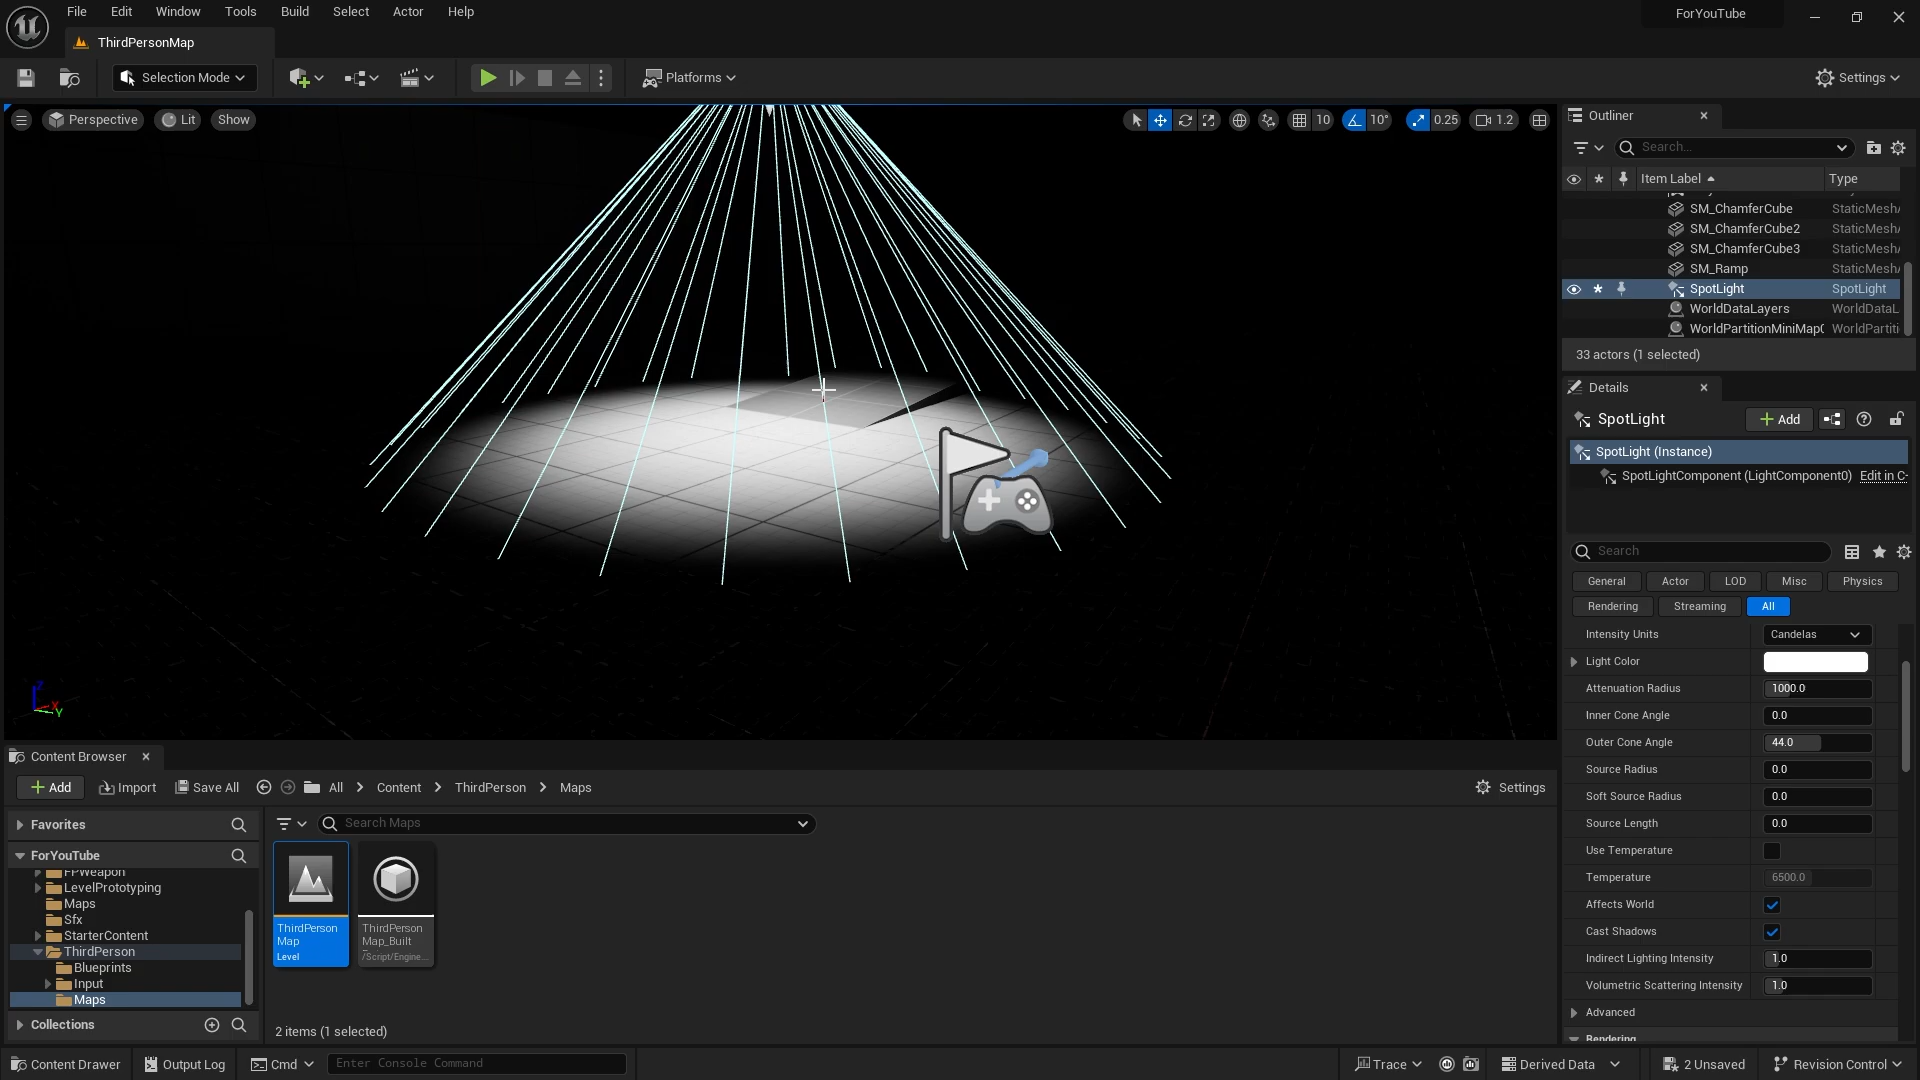 File Edit Window Tools Build Select Actor Help
ForYouTube
ThirdPersonMap
Selection Mode
Platforms
Settings
Perspective
Lit
Show
10
10°
0.25
1.2
Outliner
Search...
Item Label
Type
SM_ChamferCube StaticMeshA
SM_ChamferCube2 StaticMeshA
SM_ChamferCube3 StaticMeshA
SM_Ramp StaticMeshA
SpotLight SpotLight
WorldDataLayers WorldDataL
WorldPartitionMiniMap WorldPartiti
33 actors (1 selected)
Details
SpotLight
Add
SpotLight (Instance)
SpotLightComponent (LightComponent0) Edit in C
Search
General Actor LOD Misc Physics
Rendering Streaming All
Intensity Units Candelas
Light Color
Attenuation Radius 1000.0
Inner Cone Angle 0.0
Outer Cone Angle 44.0
Source Radius 0.0
Soft Source Radius 0.0
Source Length 0.0
Use Temperature
Temperature 6500.0
Affects World
Cast Shadows
Indirect Lighting Intensity 1.0
Volumetric Scattering Intensity 1.0
Advanced
Rendering
Z
X
Y
Content Browser
Add
Import
Save All
All > Content > ThirdPerson > Maps
Settings
Favorites
ForYouTube
FPWeapon
LevelPrototyping
Maps
Sfx
StarterContent
ThirdPerson
Blueprints
Input
Maps
Collections
Search Maps
ThirdPerson
Map
Level
ThirdPerson
Map_Built
/Script/Engine...
2 items (1 selected)
Content Drawer
Output Log
Cmd
Enter Console Command
Trace
Derived Data
2 Unsaved
Revision Control